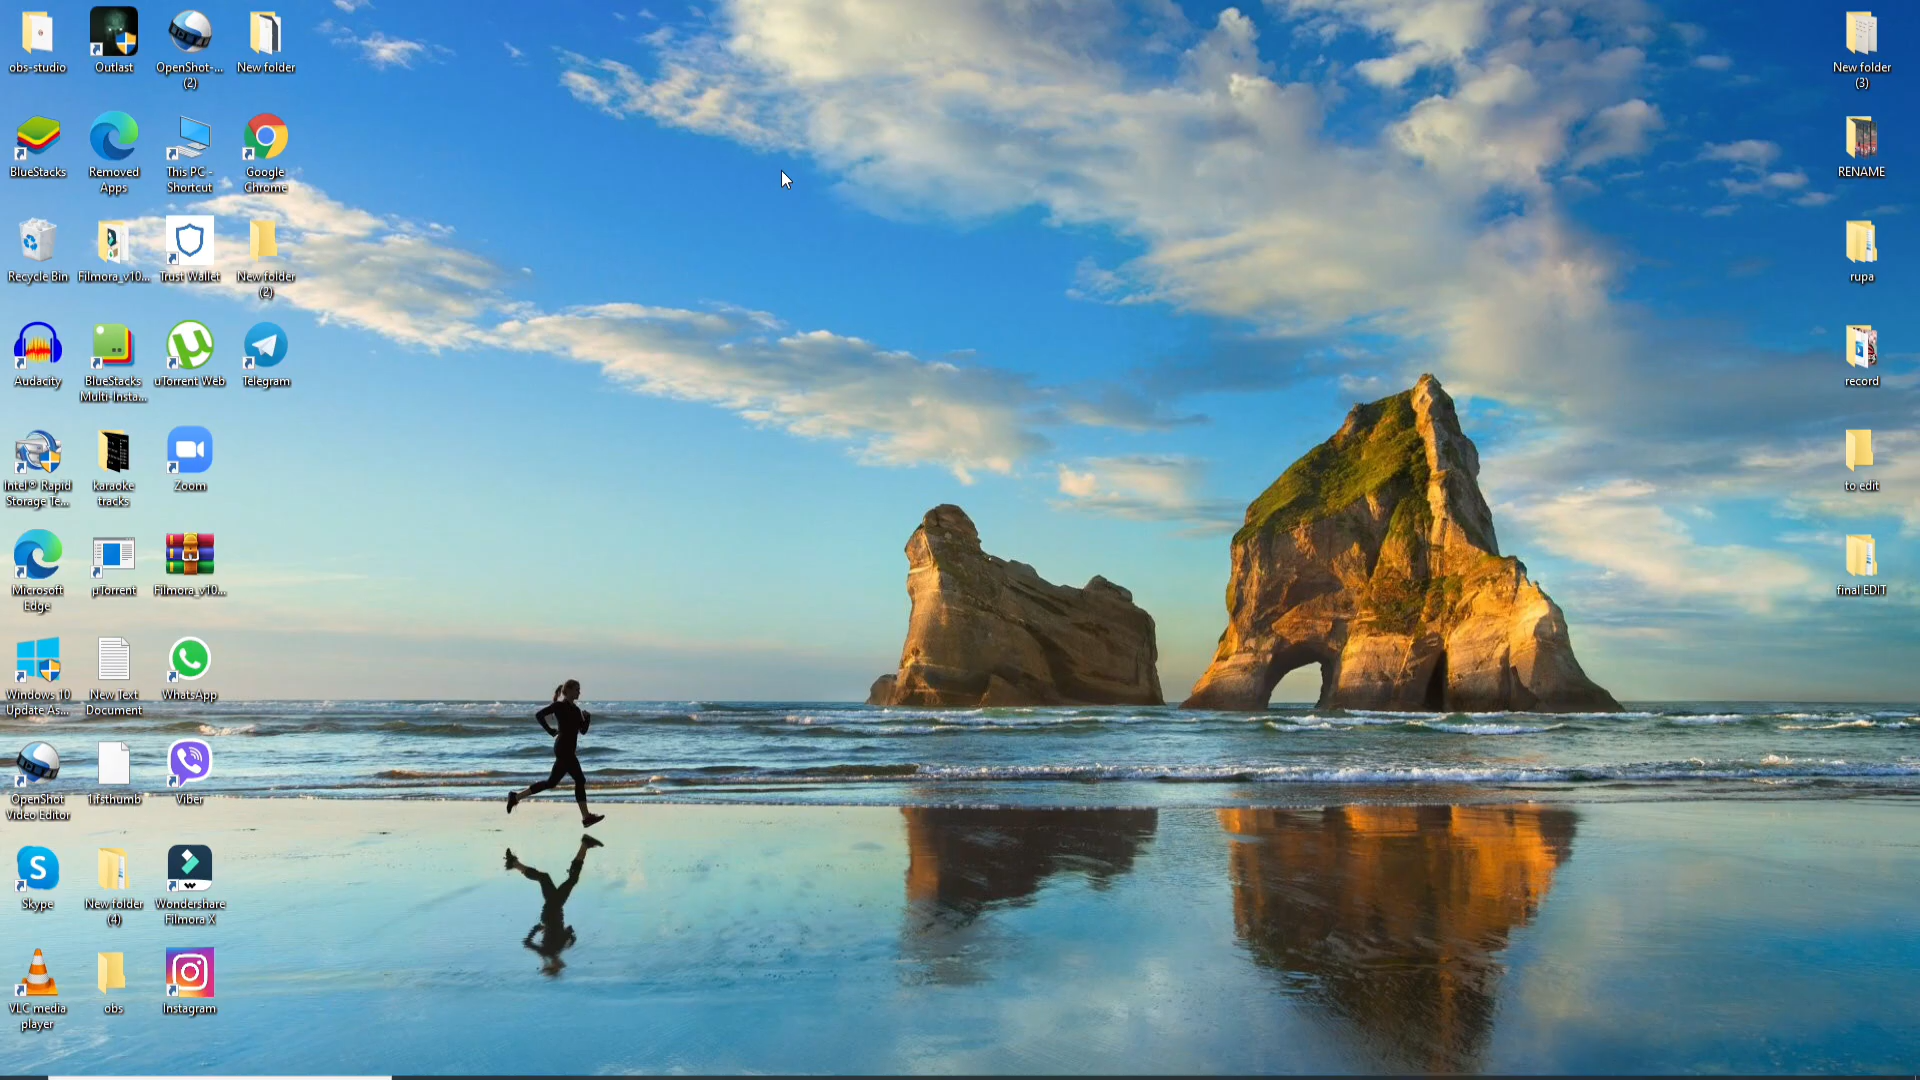 obs-studio
Outlast
OpenShot-...
(2)
New folder
New folder
(3)
BlueStacks
Removed
Apps
This PC -
Shortcut
Google
Chrome
RENAME
Recycle Bin
Filmora_v10...
Trust Wallet
New folder
(2)
rupa
Audacity
BlueStacks
Multi-Insta...
uTorrent Web
Telegram
record
Intel® Rapid
Storage Te...
karaoke
tracks
Zoom
to edit
Microsoft
Edge
µTorrent
Filmora_v10...
final EDIT
Windows 10
Update As...
New Text
Document
WhatsApp
OpenShot
Video Editor
1ifsthumb
Viber
Skype
New folder
(4)
Wondershare
Filmora X
VLC media
player
obs
Instagram